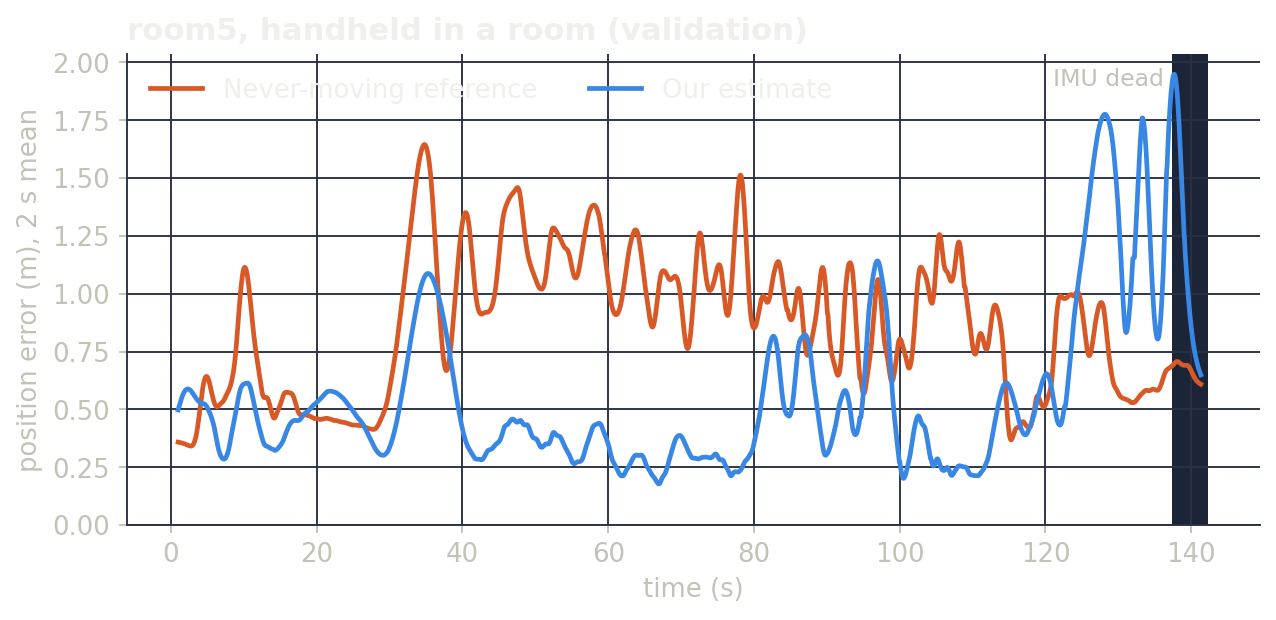 room5, handheld in a room (validation)
Never-moving reference
Our estimate
IMU dead
position error (m), 2 s mean
2.00
1.75
1.50
1.25
1.00
0.75
0.50
0.25
0.00
0 20 40 60 80 100 120 140
time (s)